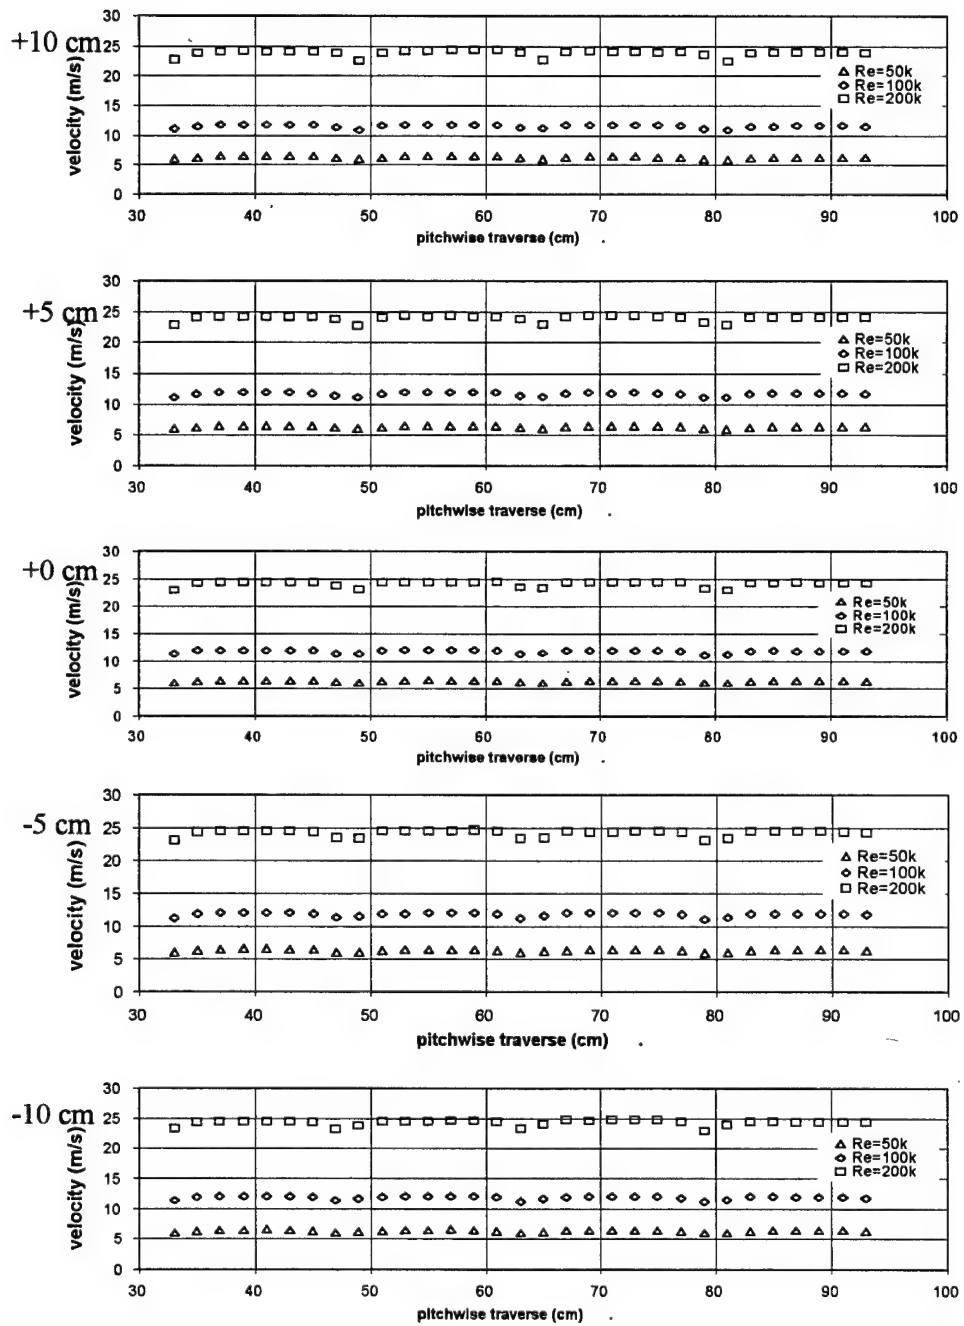 +10 cm
velocity (m/s)
30
25
20
15
10
5
0
Re=50k
Re=100k
Re=200k
30 40 50 60 70 80 90 100
pitchwise traverse (cm)
+5 cm
velocity (m/s)
30
25
20
15
10
5
0
Re=50k
Re=100k
Re=200k
30 40 50 60 70 80 90 100
pitchwise traverse (cm)
+0 cm
velocity (m/s)
30
25
20
15
10
5
0
Re=50k
Re=100k
Re=200k
30 40 50 60 70 80 90 100
pitchwise traverse (cm)
-5 cm
velocity (m/s)
30
25
20
15
10
5
0
Re=50k
Re=100k
Re=200k
30 40 50 60 70 80 90 100
pitchwise traverse (cm)
-10 cm
velocity (m/s)
30
25
20
15
10
5
0
Re=50k
Re=100k
Re=200k
30 40 50 60 70 80 90 100
pitchwise traverse (cm)